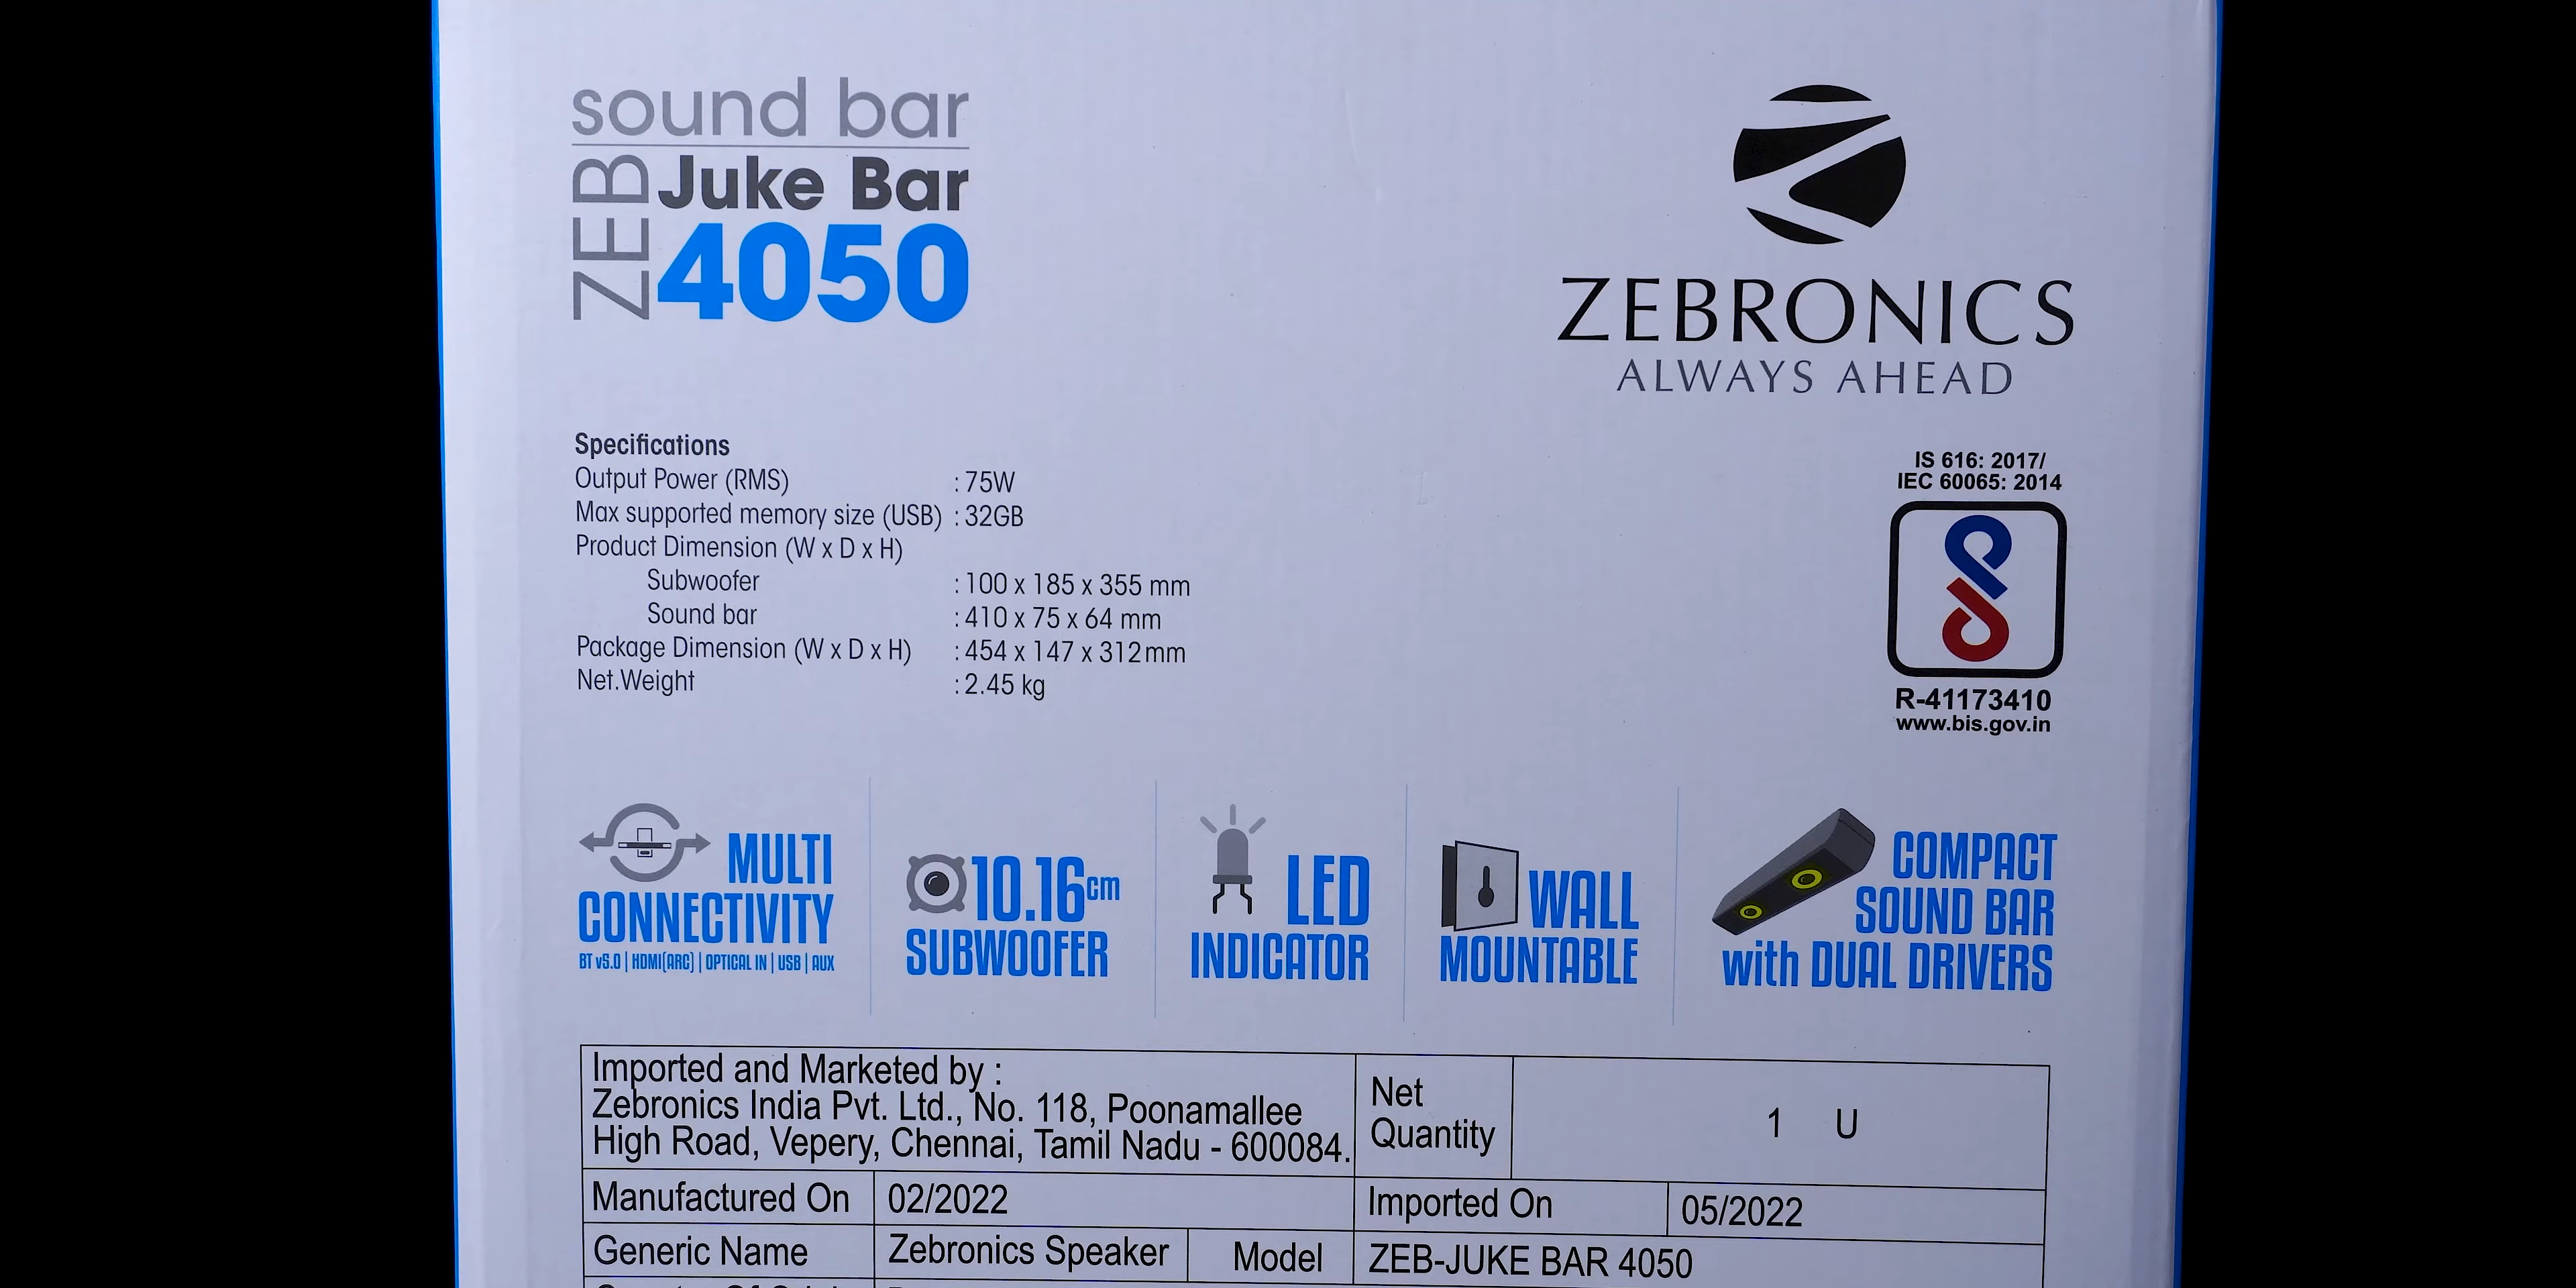 sound bar
ZEB Juke Bar
4050
ZEBRONICS
ALWAYS AHEAD
Specifications
Output Power (RMS) : 75W
Max supported memory size (USB) : 32GB
Product Dimension (W x D x H)
Subwoofer : 100 x 185 x 355 mm
Sound bar : 410 x 75 x 64 mm
Package Dimension (W x D x H) : 454 x 147 x 312mm
Net.Weight : 2.45 kg
IS 616: 2017/
IEC 60065: 2014
R-41173410
www.bis.gov.in
MULTI
CONNECTIVITY
BT v5.0 | HDMI(ARC) | OPTICAL IN | USB | AUX
10.16cm
SUBWOOFER
LED
INDICATOR
WALL
MOUNTABLE
COMPACT
SOUND BAR
with DUAL DRIVERS
Imported and Marketed by :
Zebronics India Pvt. Ltd., No. 118, Poonamallee
High Road, Vepery, Chennai, Tamil Nadu - 600084.
Net
Quantity
1 U
Manufactured On 02/2022 Imported On 05/2022
Generic Name Zebronics Speaker Model ZEB-JUKE BAR 4050